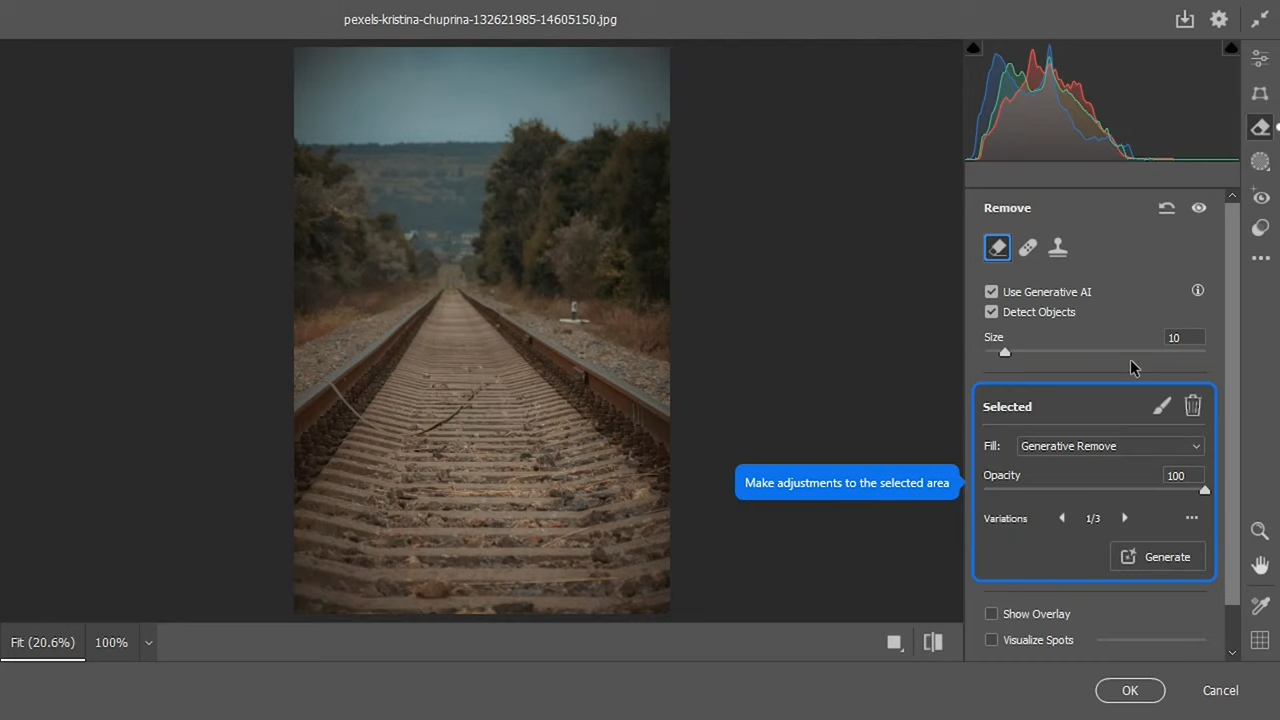 pexels-kristina-chuprina-132621985-14605150.jpg
Remove
Use Generative AI
Detect Objects
Size 10
Selected
Fill: Generative Remove
Opacity 100
Make adjustments to the selected area
Variations 1/3
Generate
Show Overlay
Visualize Spots
Fit (20.6%) 100%
OK Cancel